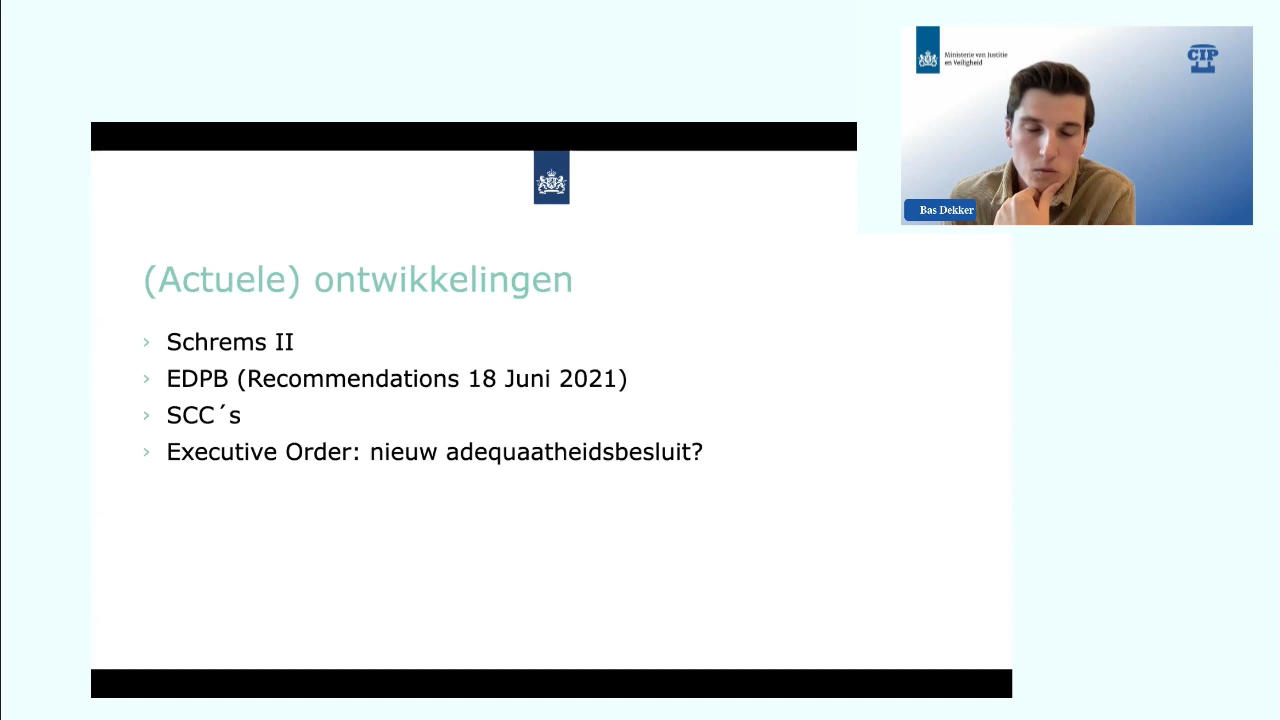 Ministerie van Justitie
en Veiligheid
CIP
Bas Dekker
(Actuele) ontwikkelingen
› Schrems II
› EDPB (Recommendations 18 Juni 2021)
› SCC´s
› Executive Order: nieuw adequaatheidsbesluit?